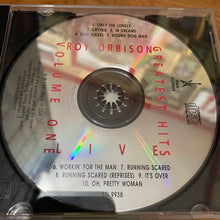 1. ONLY THE LONELY
2. CRYING 3. IN DREAMS
4. BLUE ANGEL 5. HOUND DOG MAN
ROY ORBISON
GREATEST HITS
LIVE
VOLUME ONE
6. WORKIN' FOR THE MAN 7. RUNNING SCARED
8. RUNNING SCARED (REPRISES) 9. IT'S OVER
10. OH, PRETTY WOMAN
9938